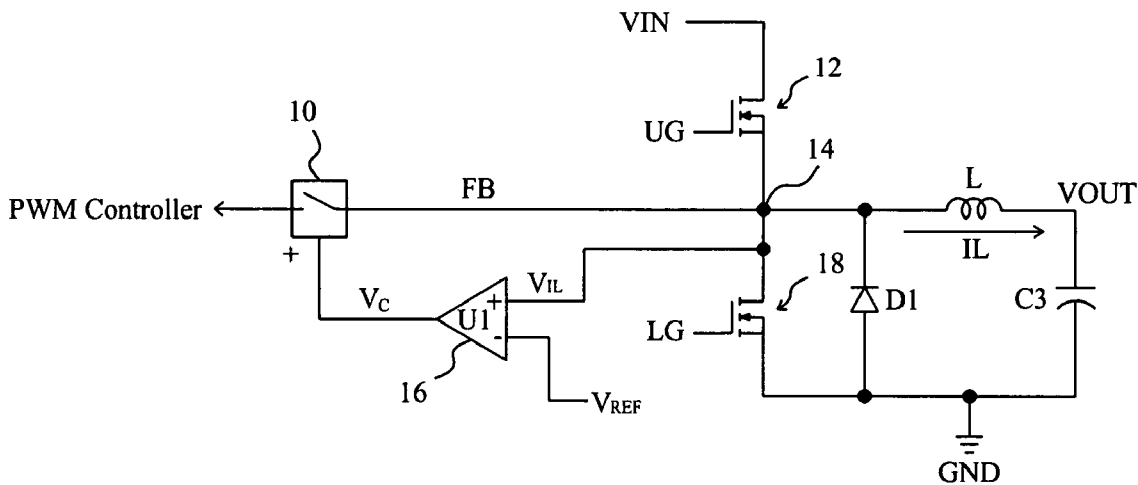 VIN
12
10
UG
14
FB
L
VOUT
PWM Controller
IL
+
18
VIL
VC
+
U1
-
LG
D1
C3
16
VREF
GND